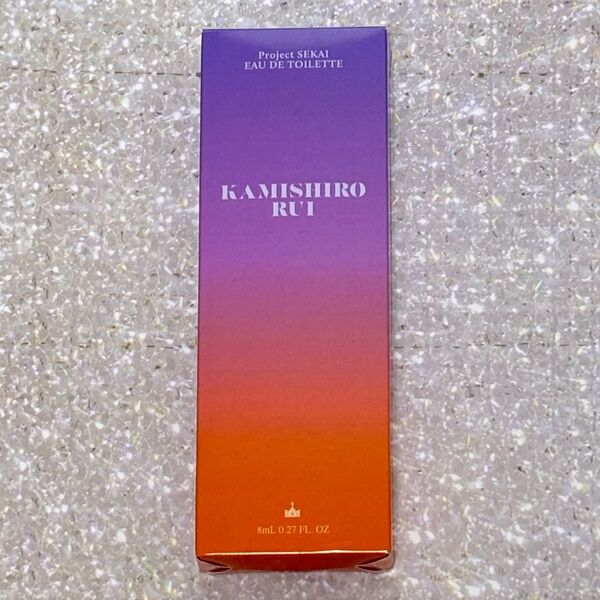 Project SEKAI
EAU DE TOILETTE
KAMISHIRO
RUI
8mL 0.27 FL. OZ